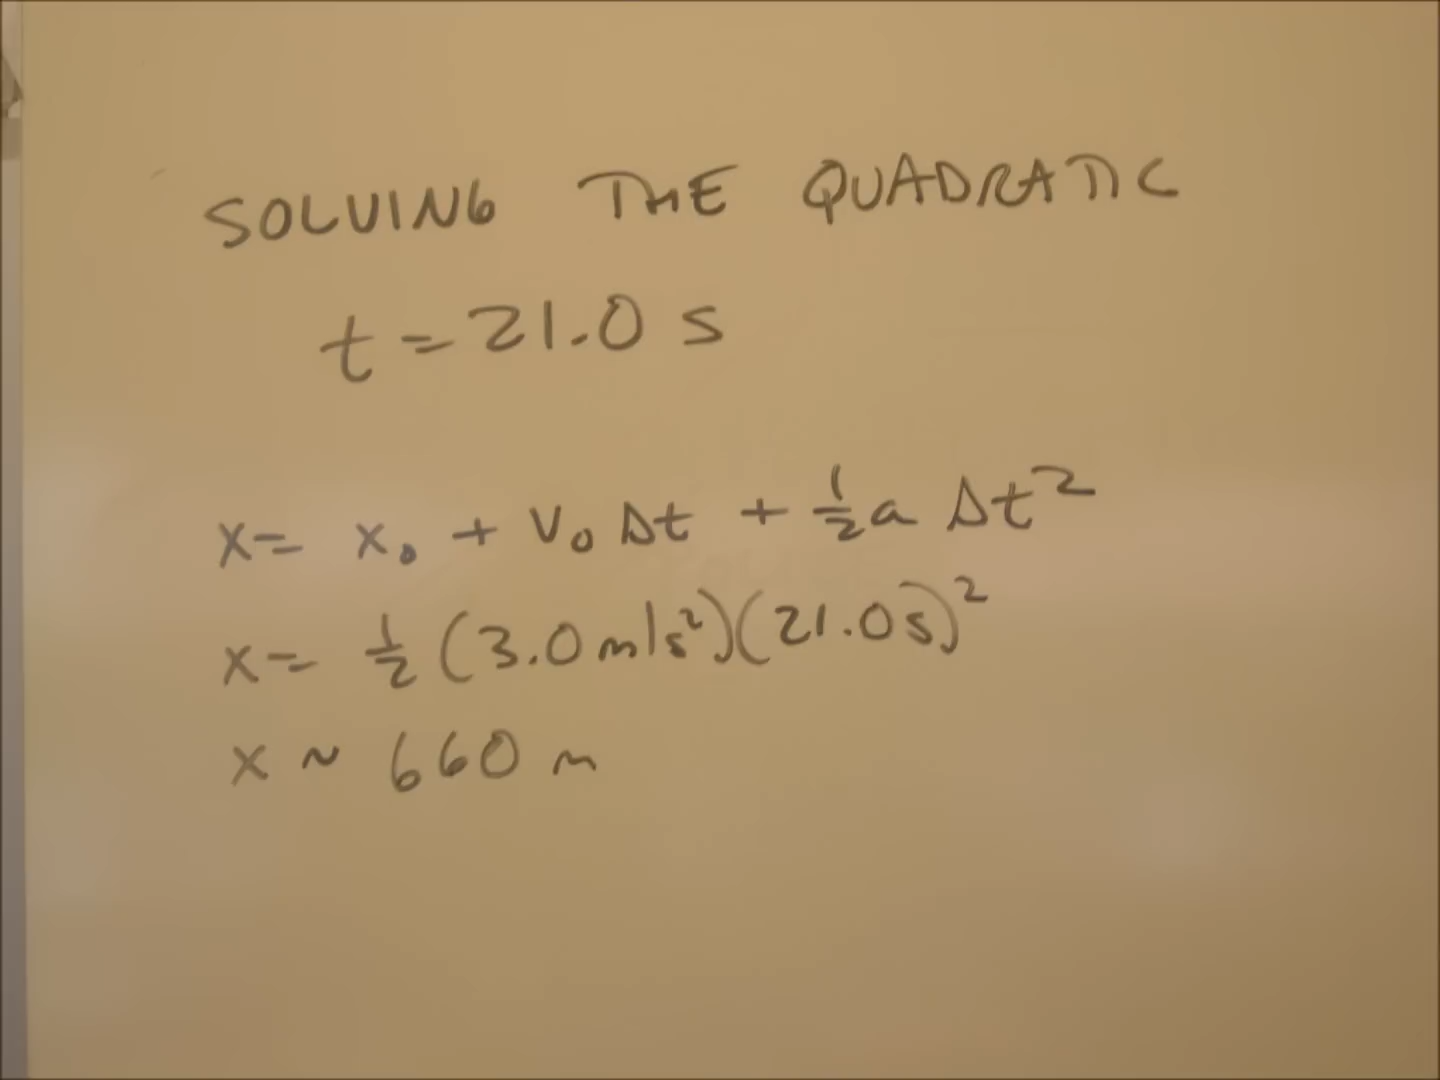 SOLVING THE QUADRATIC
t = 21.0 s
x = x₀ + v₀ Δt + ½ a Δt²
x = ½ (3.0 m/s²)(21.0 s)²
x ~ 660 m